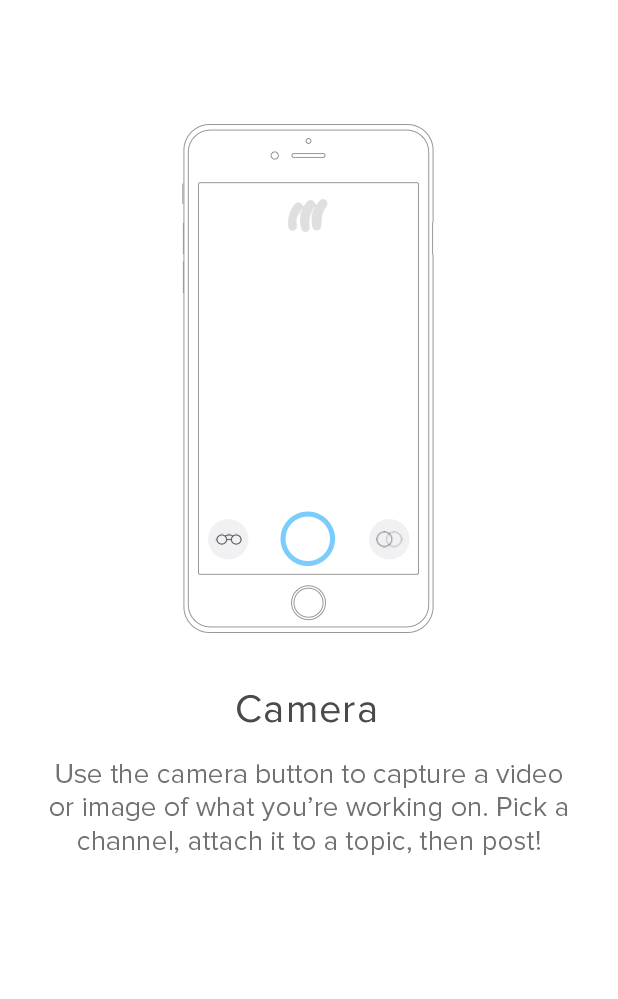 Camera
Use the camera button to capture a video
or image of what you’re working on. Pick a
channel, attach it to a topic, then post!